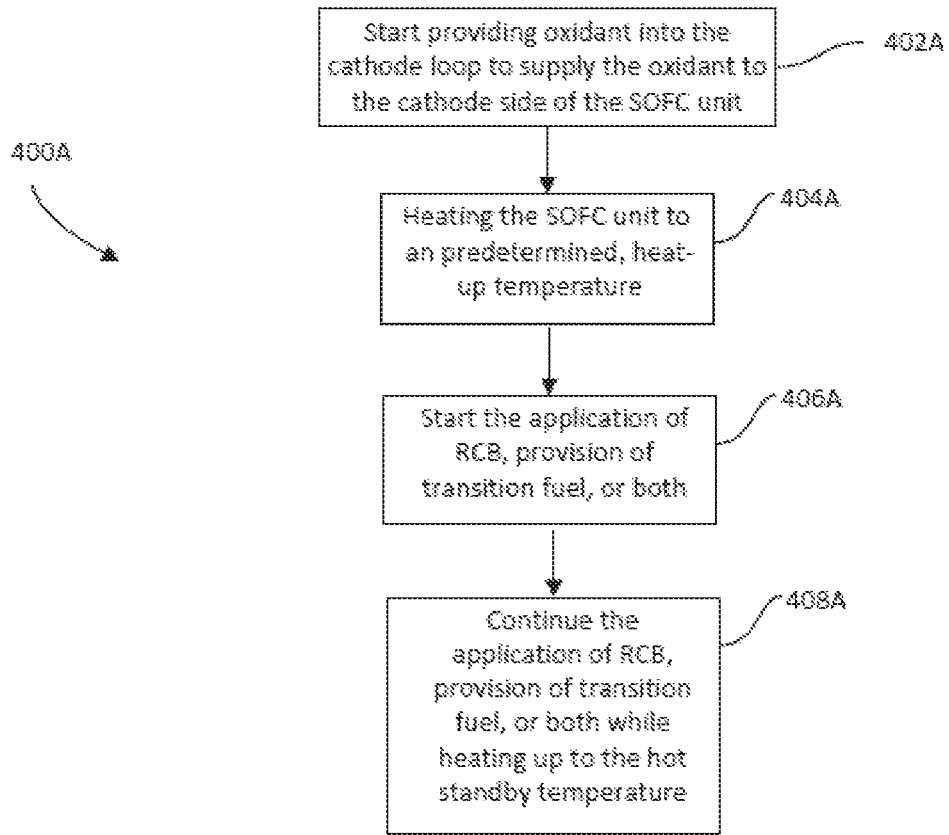 Start providing oxidant into the
cathode loop to supply the oxidant to
the cathode side of the SOFC unit
402A
400A
Heating the SOFC unit to
an predetermined, heat-
up temperature
404A
Start the application of
RCB, provision of
transition fuel, or both
406A
Continue the
application of RCB,
provision of transition
fuel, or both while
heating up to the hot
standby temperature
408A